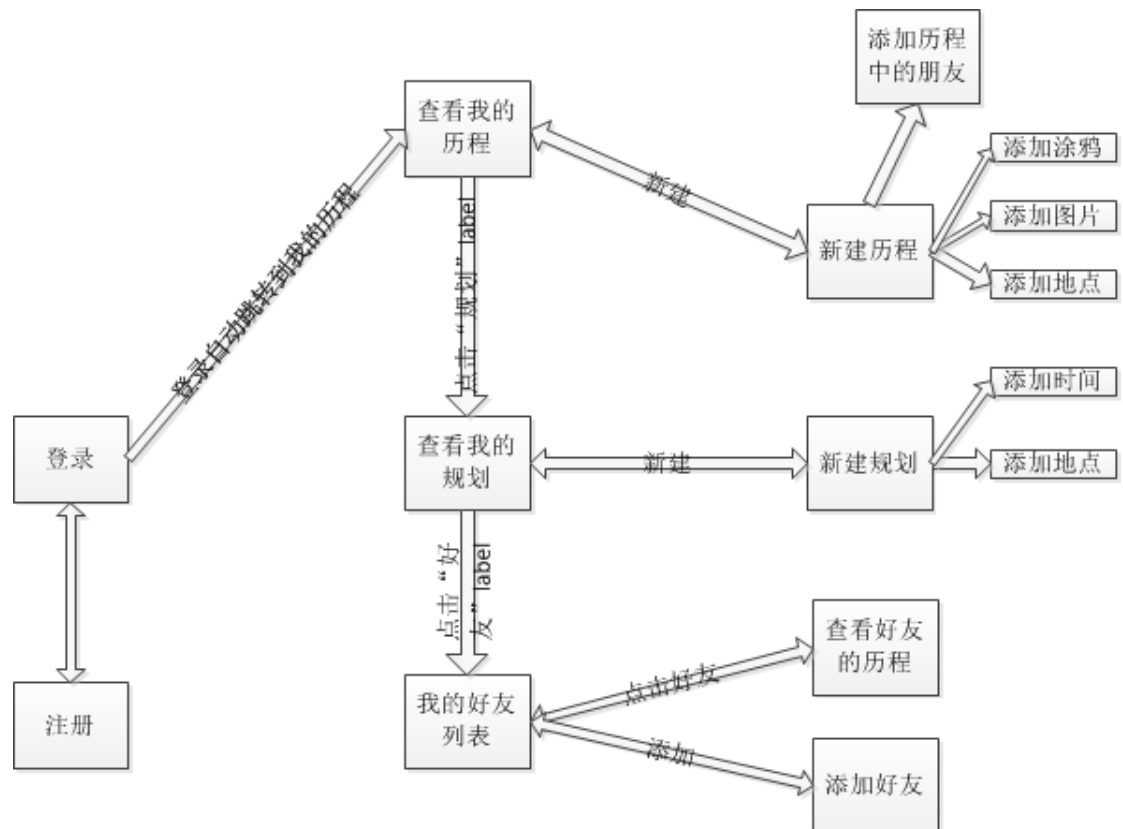 添加历程
中的朋友
查看我的
历程
添加涂鸦
新建
添加图片
新建历程
添加地点
登录自动跳转到我的历程
点击“规划”label
添加时间
登录
查看我的
规划
新建
新建规划
添加地点
点击“好
友”label
查看好友
的历程
点击好友
注册
我的好友
列表
添加
添加好友